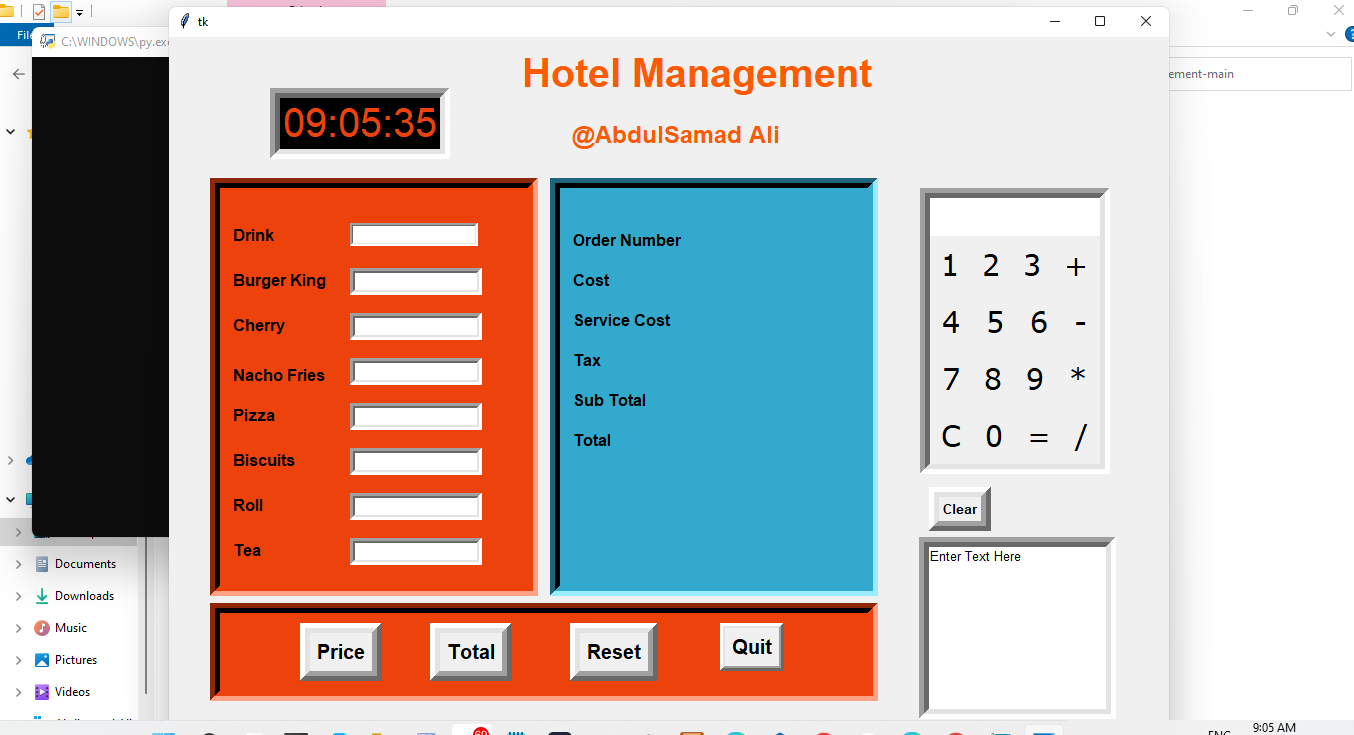 tk
File
C:\WINDOWS\py.exe
ement-main
Hotel Management
09:05:35
@AbdulSamad Ali
Drink
Burger King
Cherry
Nacho Fries
Pizza
Biscuits
Roll
Tea
Order Number
Cost
Service Cost
Tax
Sub Total
Total
1 2 3 +
4 5 6 -
7 8 9 *
C 0 = /
Clear
Enter Text Here
Price Total Reset Quit
Documents
Downloads
Music
Pictures
Videos
60
ENG
9:05 AM